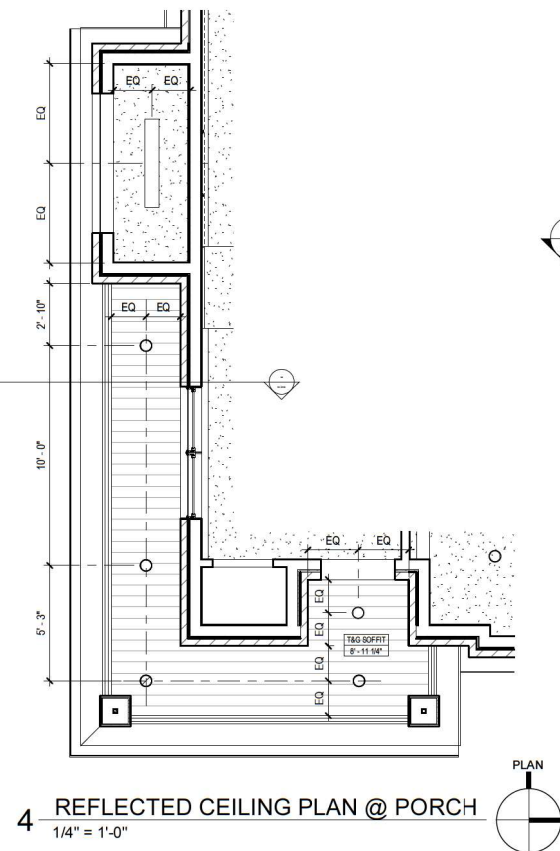 EQ EQ
EQ
EQ
2' - 10"
EQ EQ
10' - 0"
5' - 3"
EQ EQ
EQ
EQ
EQ
EQ
T&G SOFFIT
8' - 11 1/4"
PLAN
4 REFLECTED CEILING PLAN @ PORCH
1/4" = 1'-0"